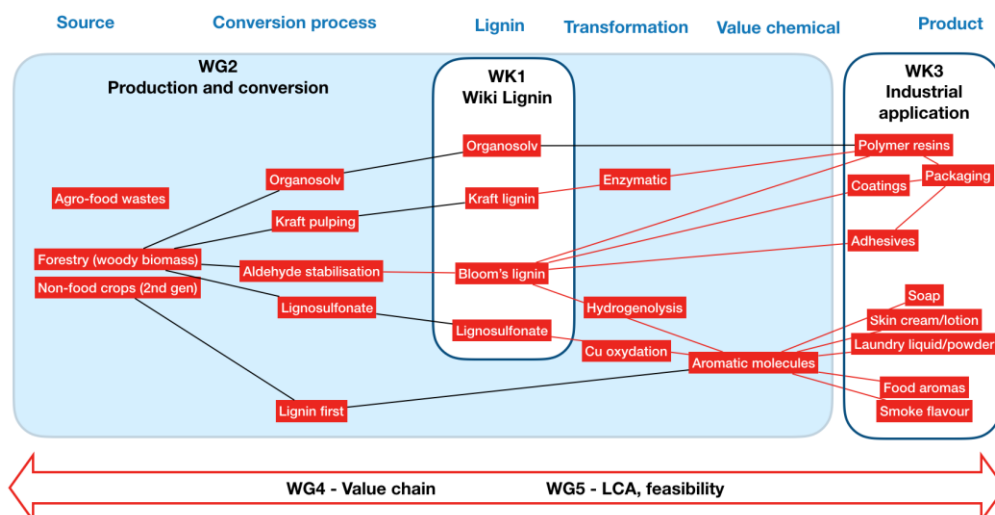 Source
Conversion process
Lignin
Transformation
Value chemical
Product
WG2
Production and conversion
WK1
Wiki Lignin
WK3
Industrial
application
Agro-food wastes
Forestry (woody biomass)
Non-food crops (2nd gen)
Organosolv
Kraft pulping
Aldehyde stabilisation
Lignosulfonate
Lignin first
Organosolv
Kraft lignin
Bloom's lignin
Lignosulfonate
Enzymatic
Hydrogenolysis
Cu oxydation
Aromatic molecules
Polymer resins
Packaging
Coatings
Adhesives
Soap
Skin cream/lotion
Laundry liquid/powder
Food aromas
Smoke flavour
WG4 - Value chain
WG5 - LCA, feasibility